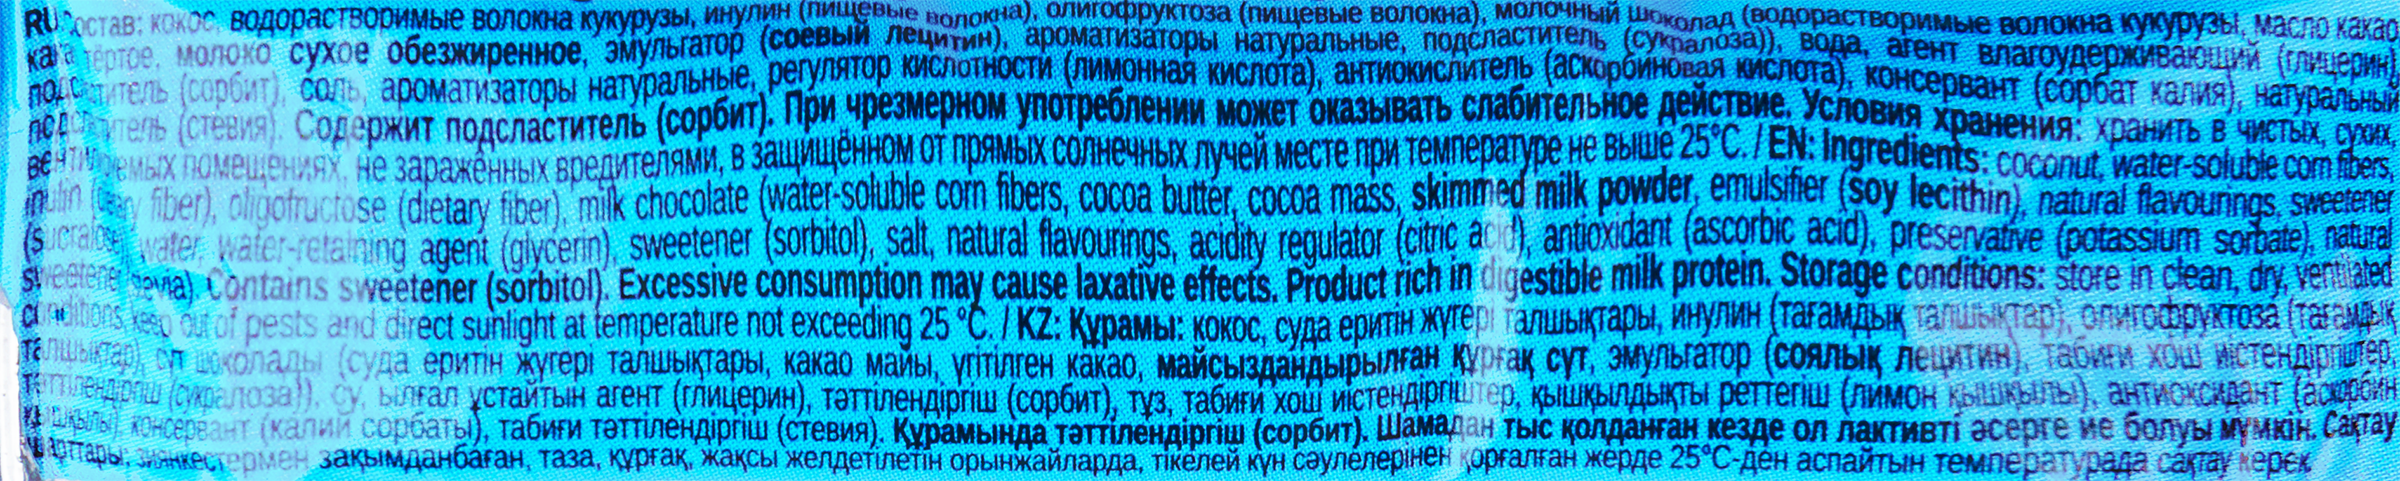 RU: Состав: кокос, водорастворимые волокна кукурузы, инулин (пищевые волокна), олигофруктоза (пищевые волокна), молочный шоколад (водорастворимые волокна кукурузы, масло какао,
какао тёртое, молоко сухое обезжиренное, эмульгатор (соевый лецитин), ароматизаторы натуральные, подсластитель (сукралоза)), вода, агент влагоудерживающий (глицерин),
подсластитель (сорбит), соль, ароматизаторы натуральные, регулятор кислотности (лимонная кислота), антиокислитель (аскорбиновая кислота), консервант (сорбат калия), натуральный
подсластитель (стевия). Содержит подсластитель (сорбит). При чрезмерном употреблении может оказывать слабительное действие. Условия хранения: хранить в чистых, сухих,
вентилируемых помещениях, не заражённых вредителями, в защищённом от прямых солнечных лучей месте при температуре не выше 25°C. / EN: Ingredients: coconut, water-soluble corn fibers,
inulin (dietary fiber), oligofructose (dietary fiber), milk chocolate (water-soluble corn fibers, cocoa butter, cocoa mass, skimmed milk powder, emulsifier (soy lecithin), natural flavourings, sweetener
(sucralose) water, water-retaining agent (glycerin), sweetener (sorbitol), salt, natural flavourings, acidity regulator (citric acid), antioxidant (ascorbic acid), preservative (potassium sorbate), natural
sweetener (stevia). Contains sweetener (sorbitol). Excessive consumption may cause laxative effects. Product rich in digestible milk protein. Storage conditions: store in clean, dry, ventilated
conditions, keep out of pests and direct sunlight at temperature not exceeding 25 °C. / KZ: Құрамы: кокос, суда еритін жүгері талшықтары, инулин (тағамдық талшықтар), олигофруктоза (тағамдық
талшықтар), сүт шоколады (суда еритін жүгері талшықтары, какао майы, үгітілген какао, майсыздандырылған құрғақ сүт, эмульгатор (соялық лецитин), табиғи хош иістендіргіштер,
тәттілендіргіш (сукралоза)), су, ылғал ұстайтын агент (глицерин), тәттілендіргіш (сорбит), тұз, табиғи хош иістендіргіштер, қышқылдықты реттегіш (лимон қышқылы), антиоксидант (аскорбин
қышқылы), консервант (калий сорбаты), табиғи тәттілендіргіш (стевия). Құрамында тәттілендіргіш (сорбит). Шамадан тыс қолданған кезде ол лактивті әсерге ие болуы мүмкін. Сақтау
шарттары: зиянкестермен зақымданбаған, таза, құрғақ, жақсы желдетілетін орынжайларда, тікелей күн сәулелерінен қорғалған жерде 25°C-ден аспайтын температурада сақтау керек.